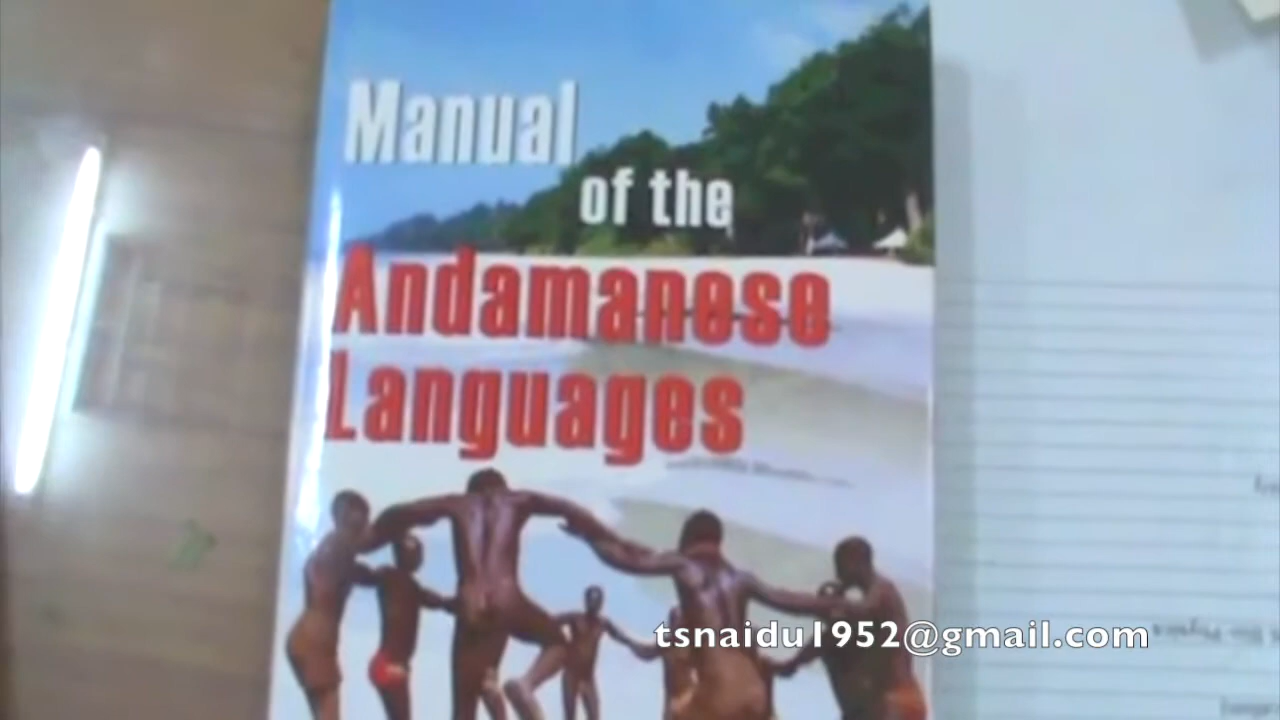 Manual
of the
Andamanese
Languages
tsnaidu1952@gmail.com